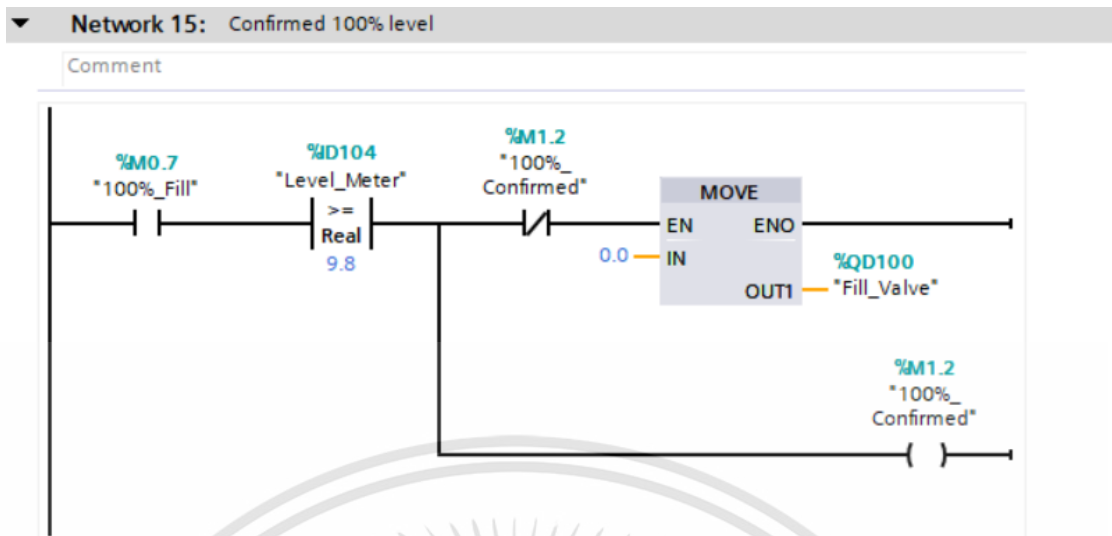 Network 15: Confirmed 100% level
Comment
%M0.7
"100%_Fill"
%ID104
"Level_Meter"
>=
Real
9.8
%M1.2
"100%_
Confirmed"
MOVE
EN ENO
0.0 IN
OUT1
%QD100
"Fill_Valve"
%M1.2
"100%_
Confirmed"